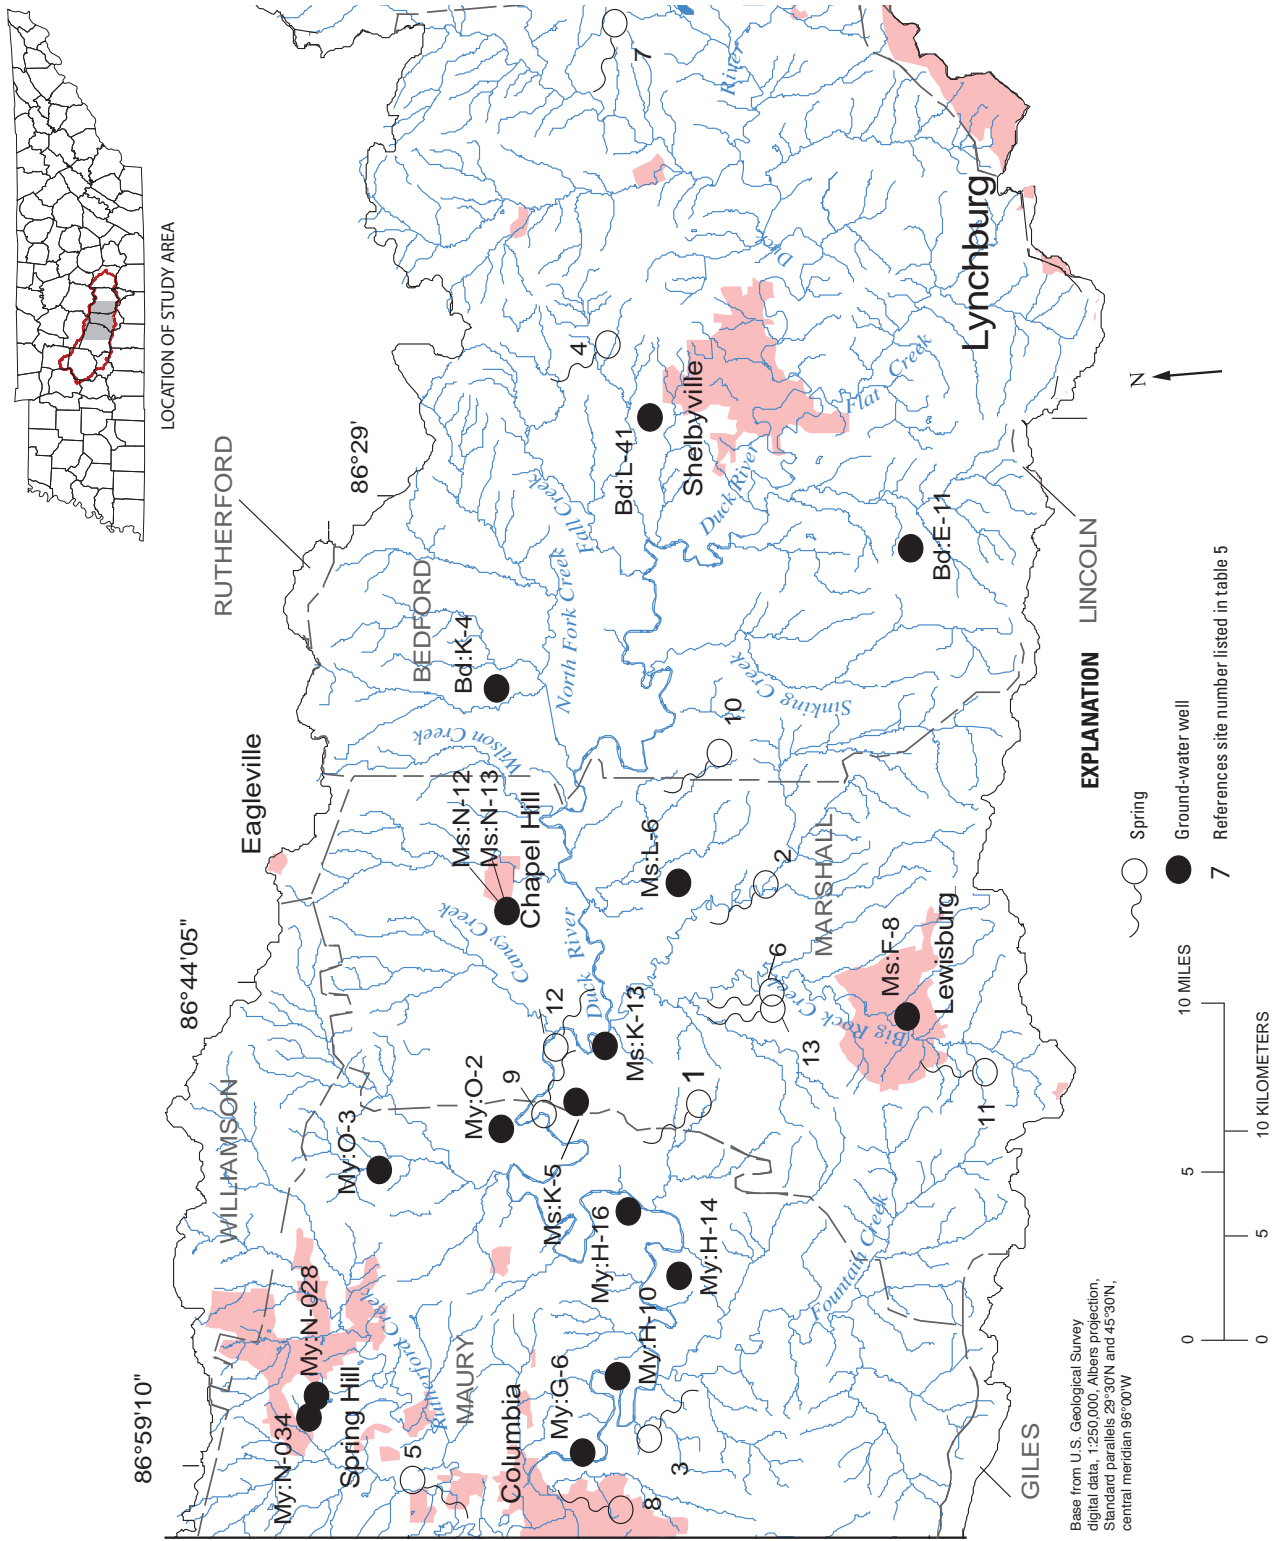 LOCATION OF STUDY AREA
86°59'10"
86°44'05"
86°29'
WILLIAMSON
RUTHERFORD
Eagleville
My:N-034
My:N-028
Spring Hill
Rutherford Creek
MAURY
5
Columbia
My:G-6
8
3
My:H-10
My:H-14
My:H-16
Ms:K-5
My:O-3
My:O-2
9
12
Ms:K-13
1
13
6
Big Rock Creek
Caney Creek
Duck River
Ms:N-12
Ms:N-13
Chapel Hill
Wilson Creek
BEDFORD
Bd:K-4
North Fork Creek
Fall Creek
Ms:L-6
2
MARSHALL
10
Sinking Creek
Ms:F-8
Lewisburg
11
Fountain Creek
GILES
Bd:L-41
4
Shelbyville
Duck River
Flat Creek
Bd:E-11
Duck
River
7
Lynchburg
LINCOLN
N
Base from U.S. Geological Survey
digital data, 1:250,000, Albers projection,
Standard parallels 29°30'N and 45°30'N,
central meridian 96°00'W
0 5 10 MILES
0 5 10 KILOMETERS
EXPLANATION
Spring
Ground-water well
7 References site number listed in table 5